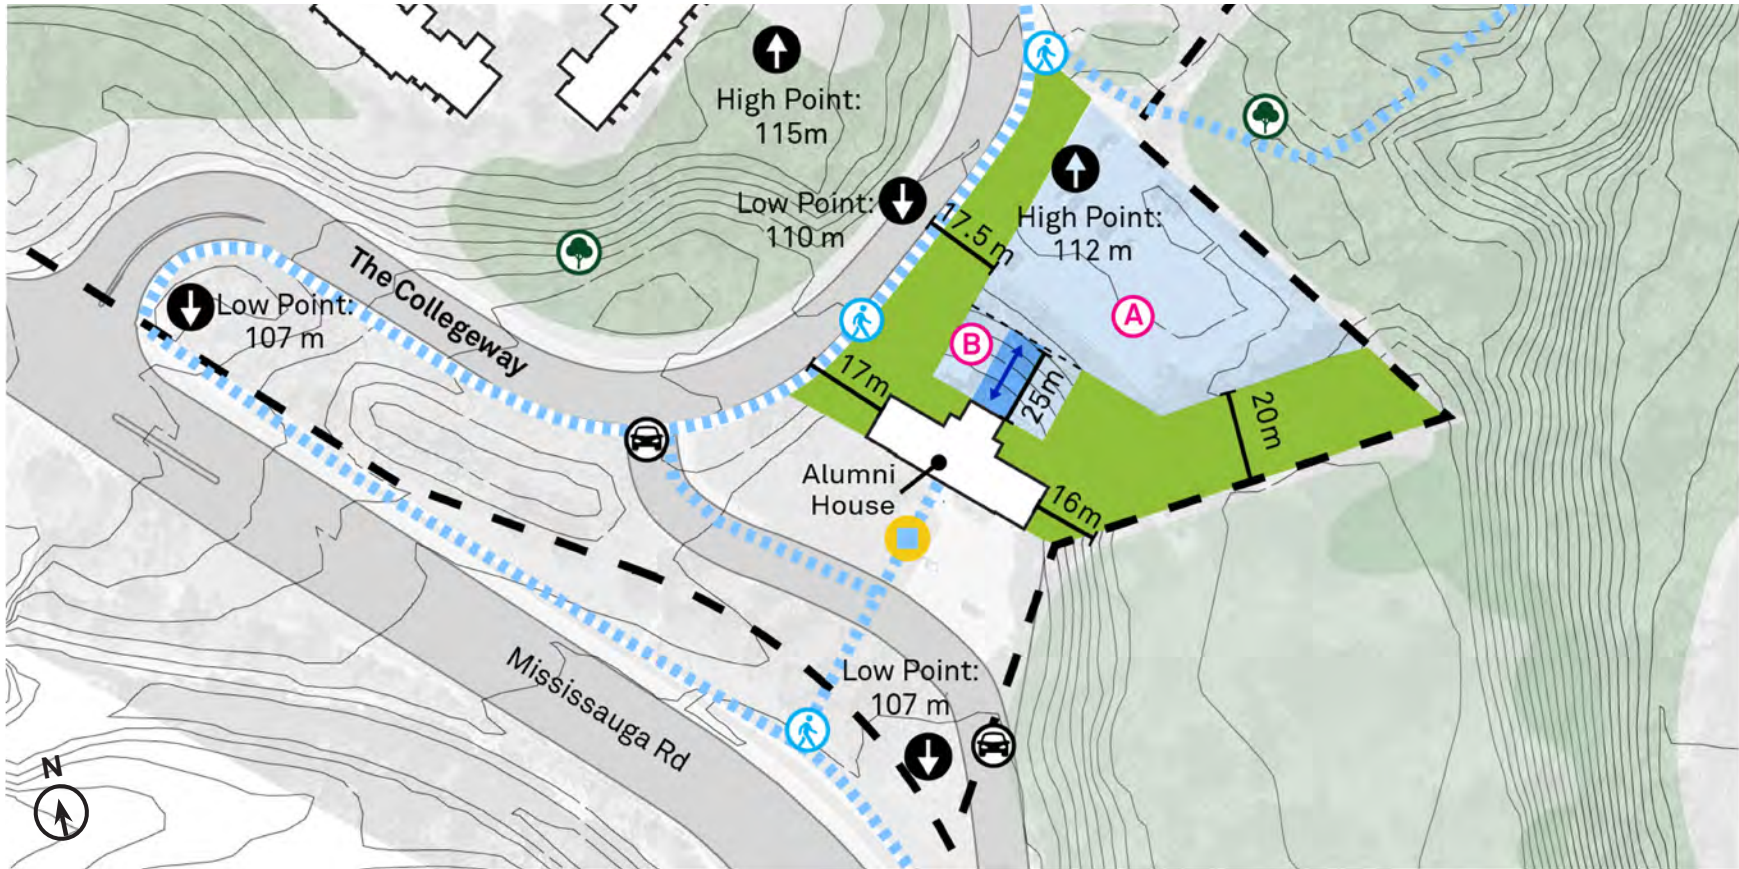 High Point:
115m
Low Point:
110 m
17.5 m
High Point:
112 m
The Collegeway
Low Point:
107 m
A
B
17m
25m
20m
Alumni
House
16m
Mississauga Rd
Low Point:
107 m
N